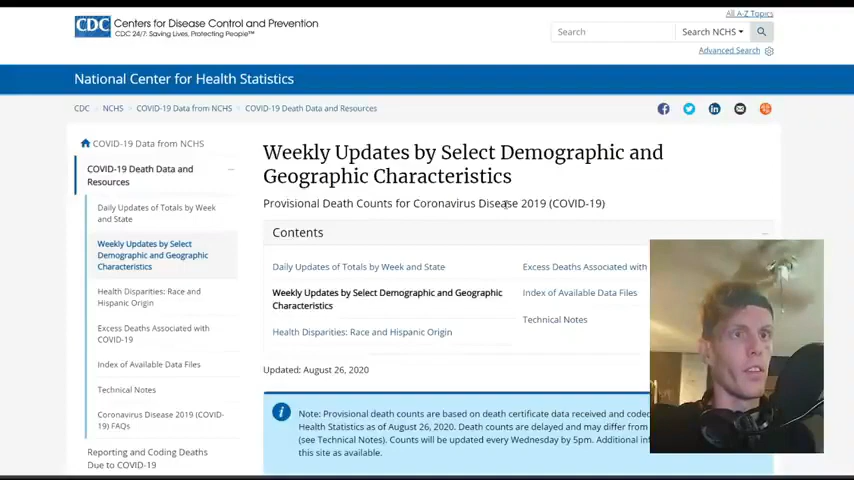 All A-Z Topics
CDC Centers for Disease Control and Prevention
CDC 24/7: Saving Lives, Protecting People™
Search Search NCHS
Advanced Search
National Center for Health Statistics
CDC NCHS COVID-19 Data from NCHS COVID-19 Death Data and Resources
COVID-19 Data from NCHS
COVID-19 Death Data and
Resources
Daily Updates of Totals by Week
and State
Weekly Updates by Select
Demographic and Geographic
Characteristics
Health Disparities: Race and
Hispanic Origin
Excess Deaths Associated with
COVID-19
Index of Available Data Files
Technical Notes
Coronavirus Disease 2019 (COVID-
19) FAQs
Reporting and Coding Deaths
Due to COVID-19
Weekly Updates by Select Demographic and
Geographic Characteristics
Provisional Death Counts for Coronavirus Disease 2019 (COVID-19)
Contents
Daily Updates of Totals by Week and State
Weekly Updates by Select Demographic and Geographic
Characteristics
Health Disparities: Race and Hispanic Origin
Excess Deaths Associated with
Index of Available Data Files
Technical Notes
Updated: August 26, 2020
Note: Provisional death counts are based on death certificate data received and coded
Health Statistics as of August 26, 2020. Death counts are delayed and may differ from
(see Technical Notes). Counts will be updated every Wednesday by 5pm. Additional
this site as available.